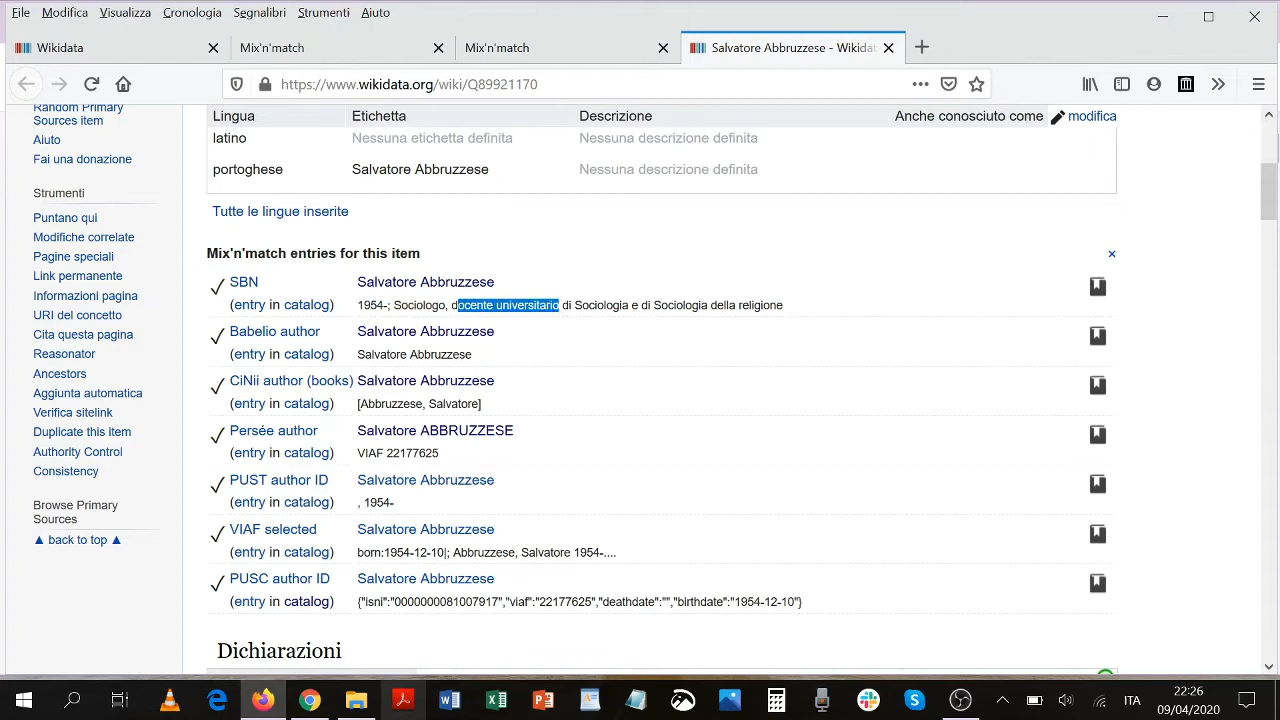 File Modifica Visualizza Cronologia Segnalibri Strumenti Aiuto
Wikidata Mix'n'match Mix'n'match Salvatore Abbruzzese - Wikidat
https://www.wikidata.org/wiki/Q89921170
Random Primary
Sources item
Aiuto
Fai una donazione
Strumenti
Puntano qui
Modifiche correlate
Pagine speciali
Link permanente
Informazioni pagina
URI del concetto
Cita questa pagina
Reasonator
Ancestors
Aggiunta automatica
Verifica sitelink
Duplicate this item
Authority Control
Consistency
Browse Primary
Sources
▲ back to top ▲
Lingua Etichetta Descrizione Anche conosciuto come modifica
latino Nessuna etichetta definita Nessuna descrizione definita
portoghese Salvatore Abbruzzese Nessuna descrizione definita
Tutte le lingue inserite
Mix'n'match entries for this item ×
SBN Salvatore Abbruzzese
(entry in catalog) 1954-; Sociologo, docente universitario di Sociologia e di Sociologia della religione
Babelio author Salvatore Abbruzzese
(entry in catalog) Salvatore Abbruzzese
CiNii author (books) Salvatore Abbruzzese
(entry in catalog) [Abbruzzese, Salvatore]
Persée author Salvatore ABBRUZZESE
(entry in catalog) VIAF 22177625
PUST author ID Salvatore Abbruzzese
(entry in catalog) , 1954-
VIAF selected Salvatore Abbruzzese
(entry in catalog) born:1954-12-10|; Abbruzzese, Salvatore 1954-....
PUSC author ID Salvatore Abbruzzese
(entry in catalog) {"isni":"0000000081007917","viaf":"22177625","deathdate":"","birthdate":"1954-12-10"}
Dichiarazioni
ITA
22:26
09/04/2020